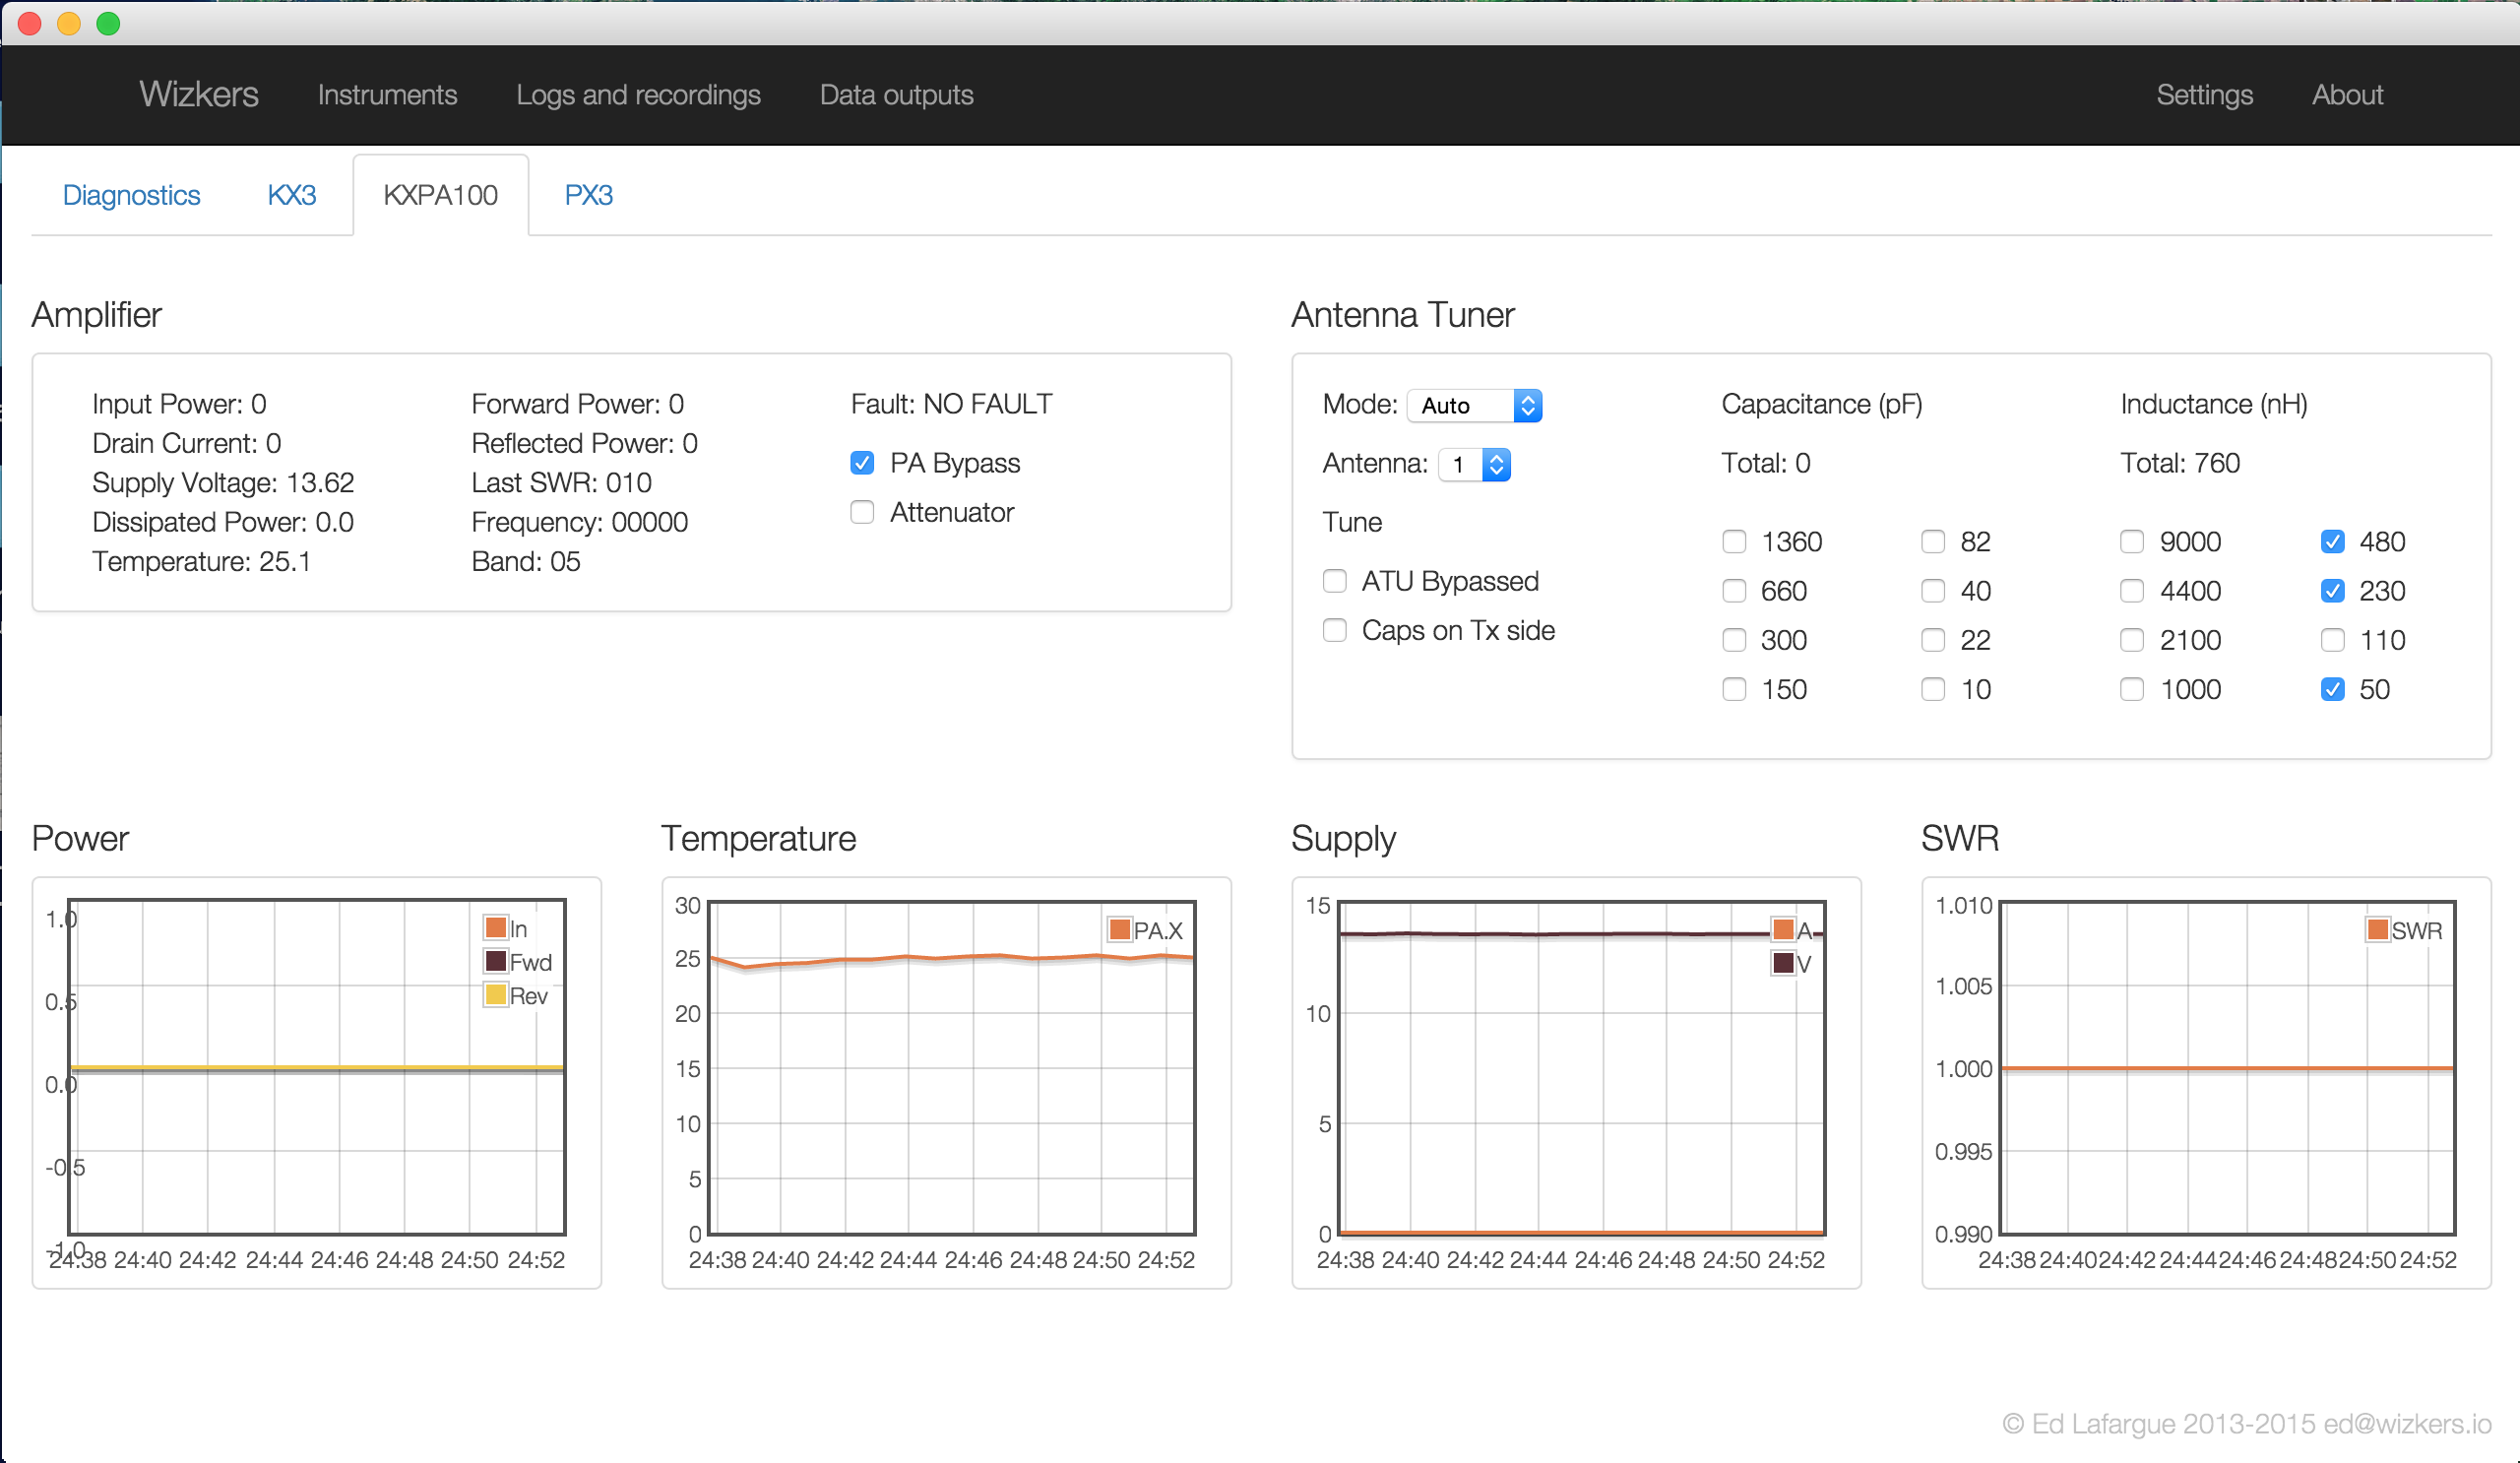 Wizkers Instruments Logs and recordings Data outputs Settings About
Diagnostics KX3 KXPA100 PX3
Amplifier
Input Power: 0
Drain Current: 0
Supply Voltage: 13.62
Dissipated Power: 0.0
Temperature: 25.1
Forward Power: 0
Reflected Power: 0
Last SWR: 010
Frequency: 00000
Band: 05
Fault: NO FAULT
PA Bypass
Attenuator
Antenna Tuner
Mode: Auto
Antenna: 1
Tune
ATU Bypassed
Caps on Tx side
Capacitance (pF)
Total: 0
1360 82
660 40
300 22
150 10
Inductance (nH)
Total: 760
9000 480
4400 230
2100 110
1000 50
Power
1.0
0.5
0.0
-0.5
-1.0
In
Fwd
Rev
24:38 24:40 24:42 24:44 24:46 24:48 24:50 24:52
Temperature
30
25
20
15
10
5
0
PA.X
24:38 24:40 24:42 24:44 24:46 24:48 24:50 24:52
Supply
15
10
5
0
A
V
24:38 24:40 24:42 24:44 24:46 24:48 24:50 24:52
SWR
1.010
1.005
1.000
0.995
0.990
SWR
24:38 24:40 24:42 24:44 24:46 24:48 24:50 24:52
© Ed Lafargue 2013-2015 ed@wizkers.io